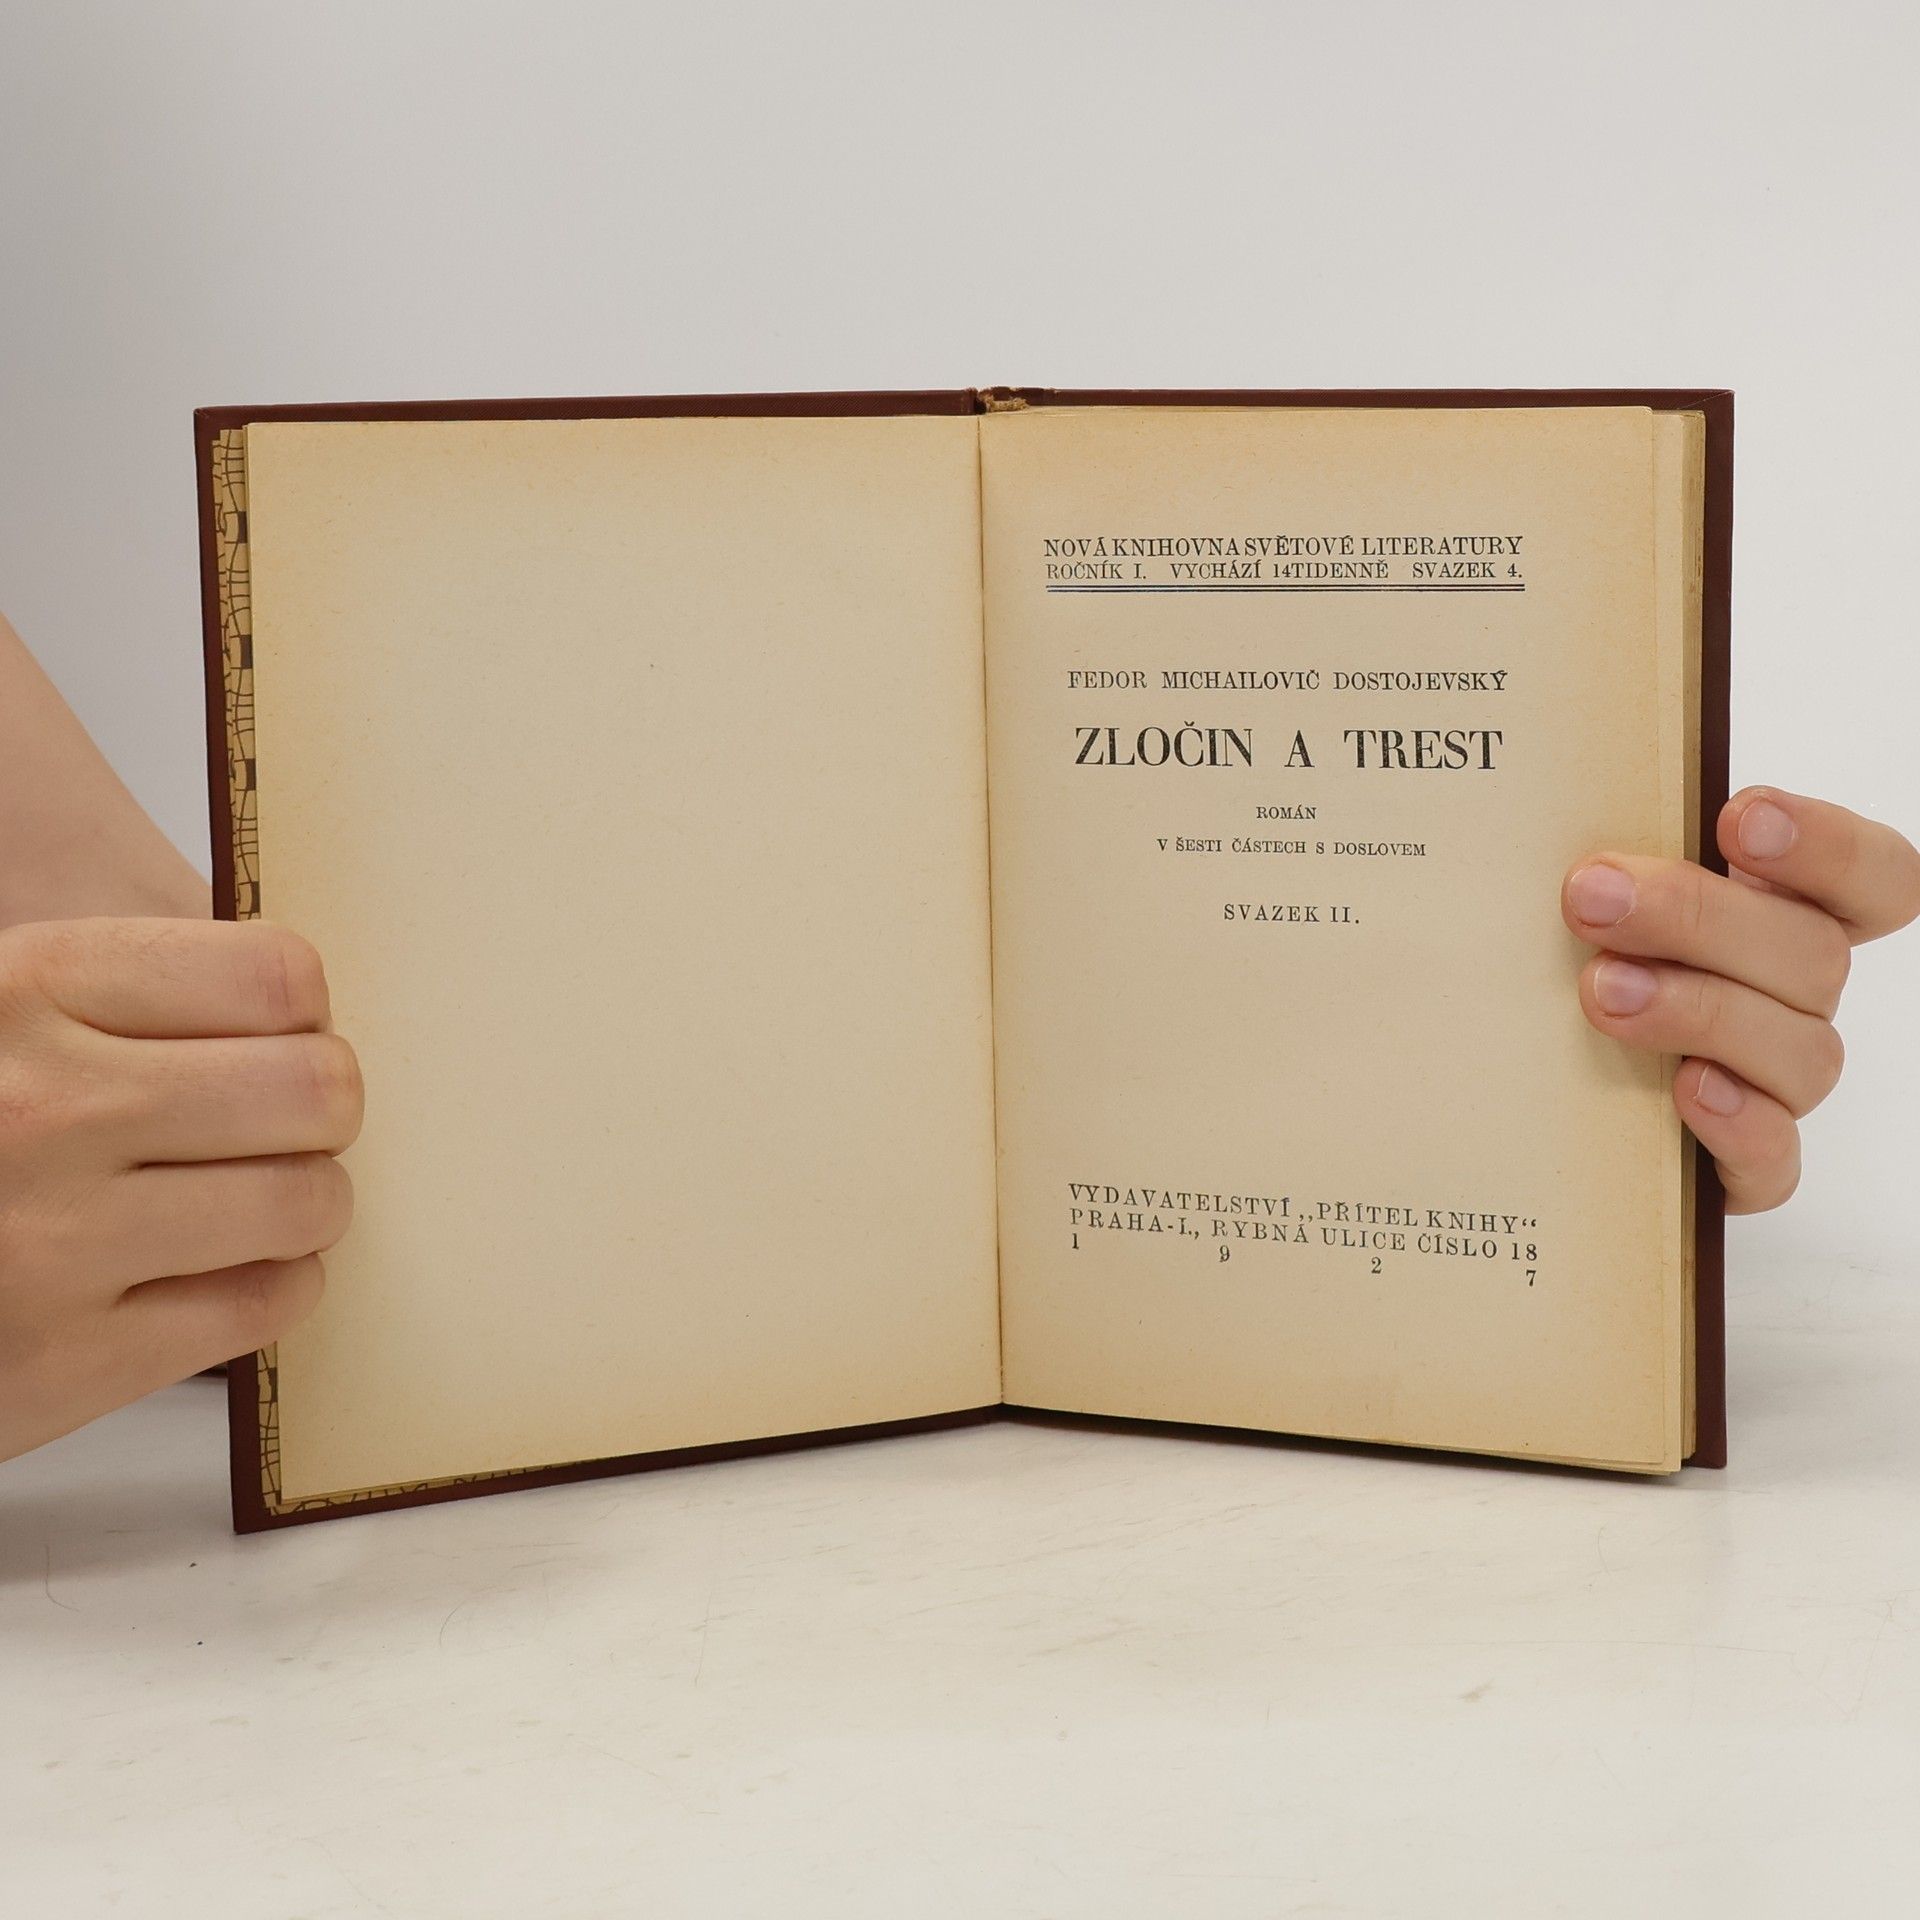 NOVÁ KNIHOVNA SVĚTOVÉ LITERATURY
ROČNÍK I. VYCHÁZÍ 14TIDENNĚ SVAZEK 4.
FEDOR MICHAILOVIČ DOSTOJEVSKÝ
ZLOČIN A TREST
ROMÁN
V ŠESTI ČÁSTECH S DOSLOVEM
SVAZEK II.
VYDAVATELSTVÍ „PŘÍTEL KNIHY“
PRAHA-I., RYBNÁ ULICE ČÍSLO 18
1 9 2 7